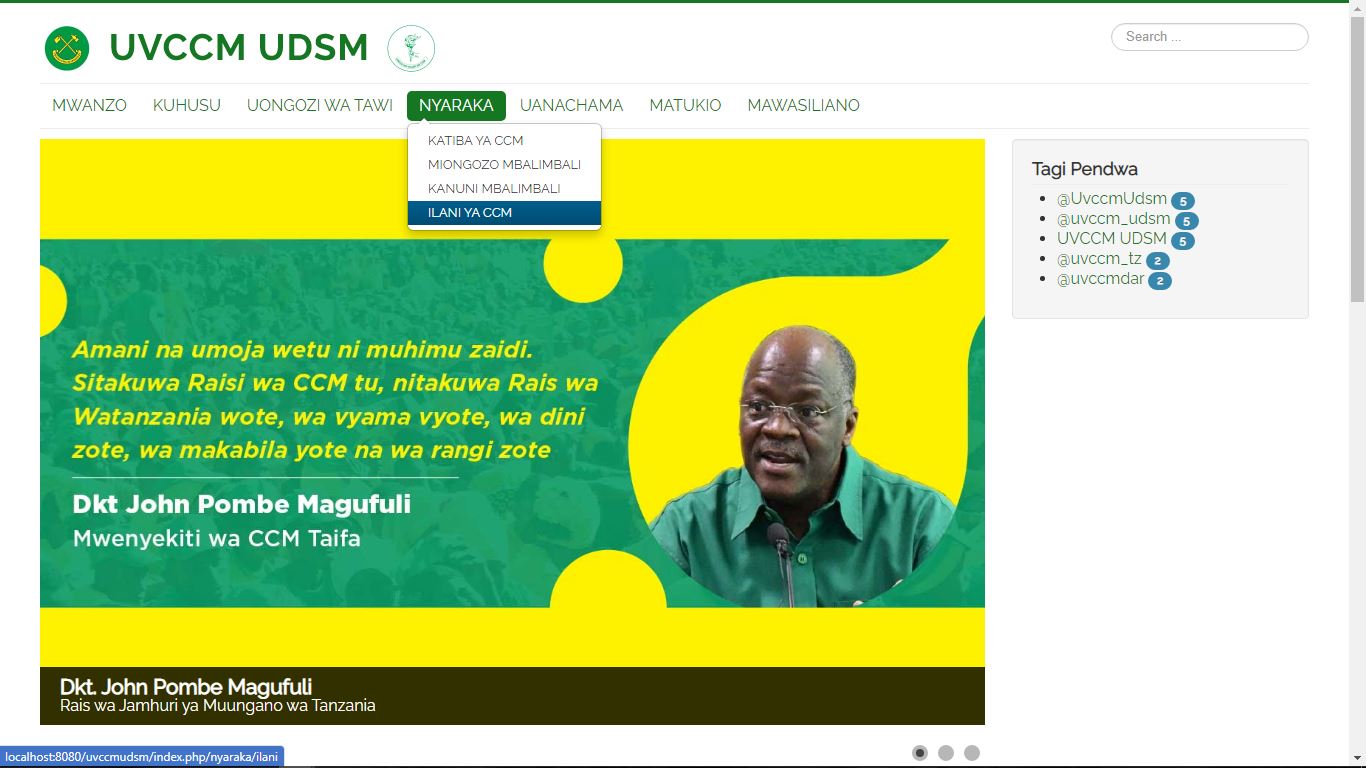 UVCCM UDSM
Search ...
MWANZO KUHUSU UONGOZI WA TAWI NYARAKA UANACHAMA MATUKIO MAWASILIANO
KATIBA YA CCM
MIONGOZO MBALIMBALI
KANUNI MBALIMBALI
ILANI YA CCM
Amani na umoja wetu ni muhimu zaidi.
Sitakuwa Raisi wa CCM tu, nitakuwa Rais wa
Watanzania wote, wa vyama vyote, wa dini
zote, wa makabila yote na wa rangi zote
Dkt John Pombe Magufuli
Mwenyekiti wa CCM Taifa
Dkt. John Pombe Magufuli
Rais wa Jamhuri ya Muungano wa Tanzania
Tagi Pendwa
@UvccmUdsm 5
@uvccm_udsm 5
UVCCM UDSM 5
@uvccm_tz 2
@uvccmdar 2
localhost:8080/uvccmudsm/index.php/nyaraka/ilani